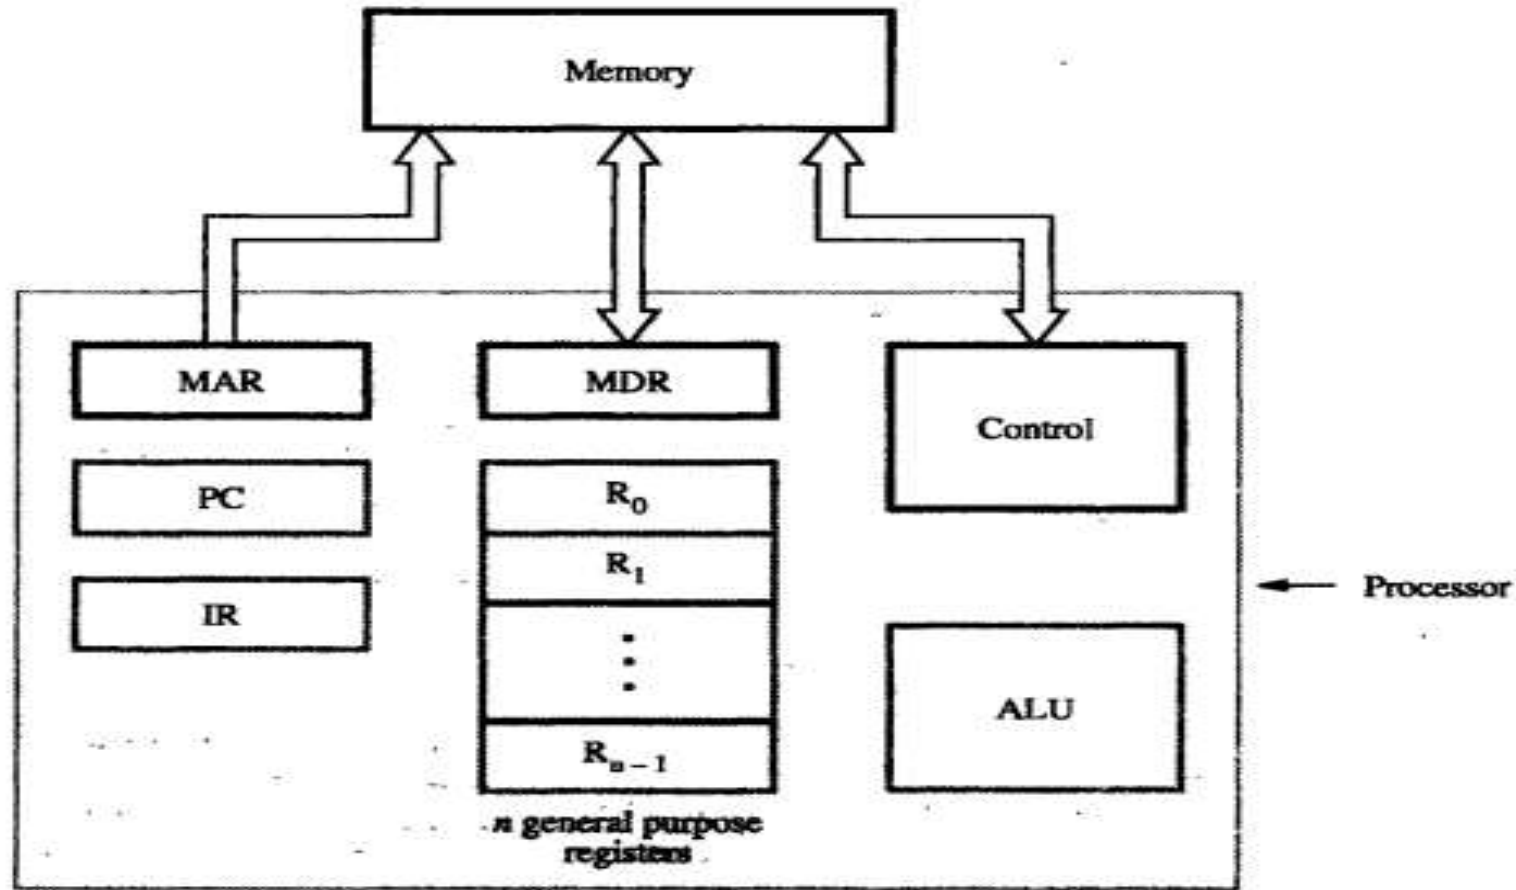 Memory
MAR
MDR
Control
PC
R0
R1
IR
Processor
ALU
Rn-1
n general purpose
registers